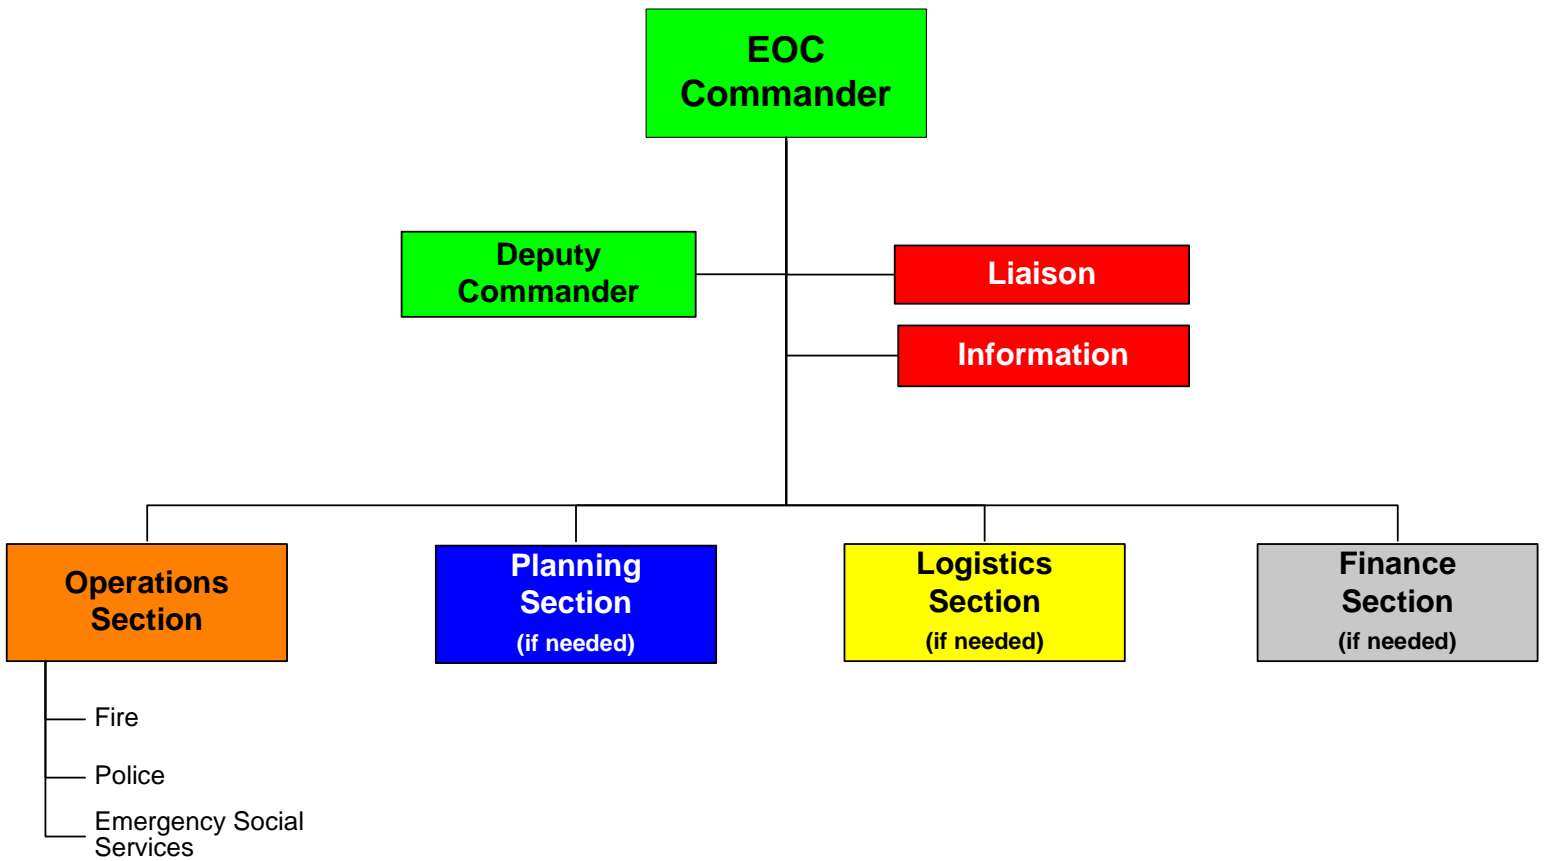 EOC
Commander
Deputy
Commander
Liaison
Information
Operations
Section
Planning
Section
(if needed)
Logistics
Section
(if needed)
Finance
Section
(if needed)
Fire
Police
Emergency Social
Services